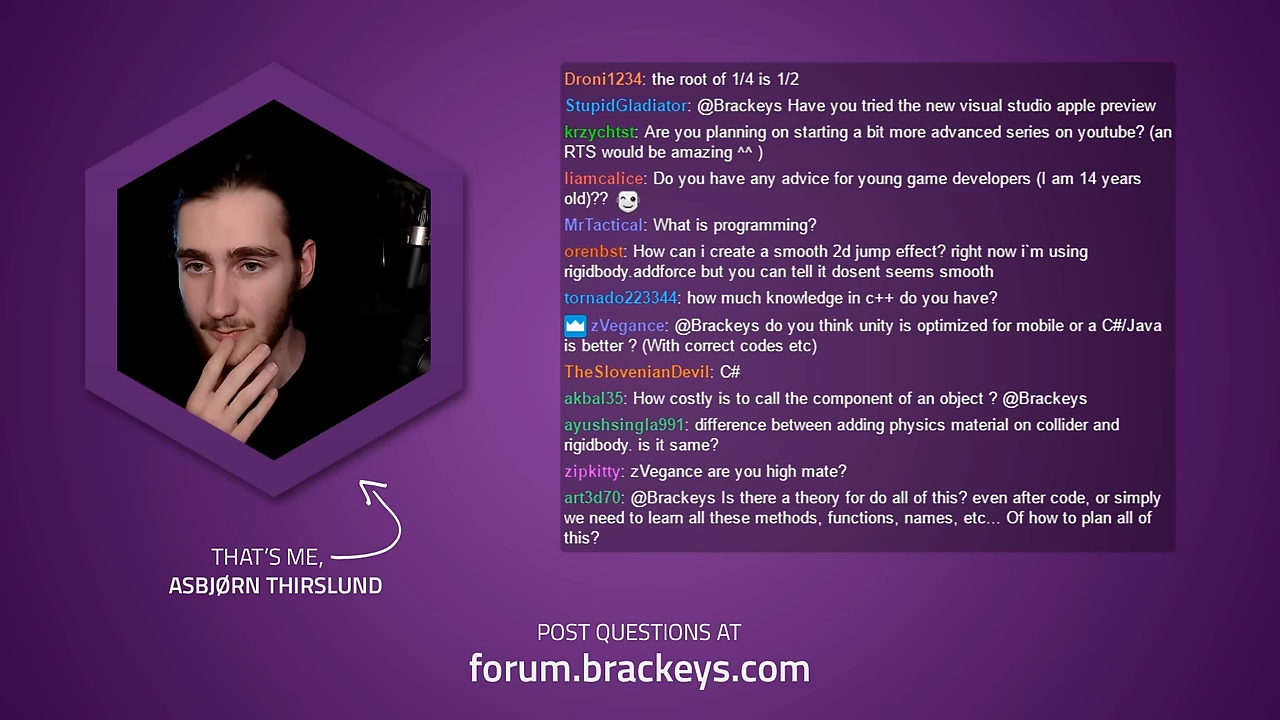 Droni1234: the root of 1/4 is 1/2
StupidGladiator: @Brackeys Have you tried the new visual studio apple preview
krzychtst: Are you planning on starting a bit more advanced series on youtube? (an
RTS would be amazing ^^ )
liamcalice: Do you have any advice for young game developers (I am 14 years
old)??
MrTactical: What is programming?
orenbst: How can i create a smooth 2d jump effect? right now i`m using
rigidbody.addforce but you can tell it dosent seems smooth
tornado223344: how much knowledge in c++ do you have?
zVegance: @Brackeys do you think unity is optimized for mobile or a C#/Java
is better ? (With correct codes etc)
TheSlovenianDevil: C#
akbal35: How costly is to call the component of an object ? @Brackeys
ayushsingla991: difference between adding physics material on collider and
rigidbody. is it same?
zipkitty: zVegance are you high mate?
art3d70: @Brackeys Is there a theory for do all of this? even after code, or simply
we need to learn all these methods, functions, names, etc... Of how to plan all of
this?
THAT'S ME,
ASBJØRN THIRSLUND
POST QUESTIONS AT
forum.brackeys.com